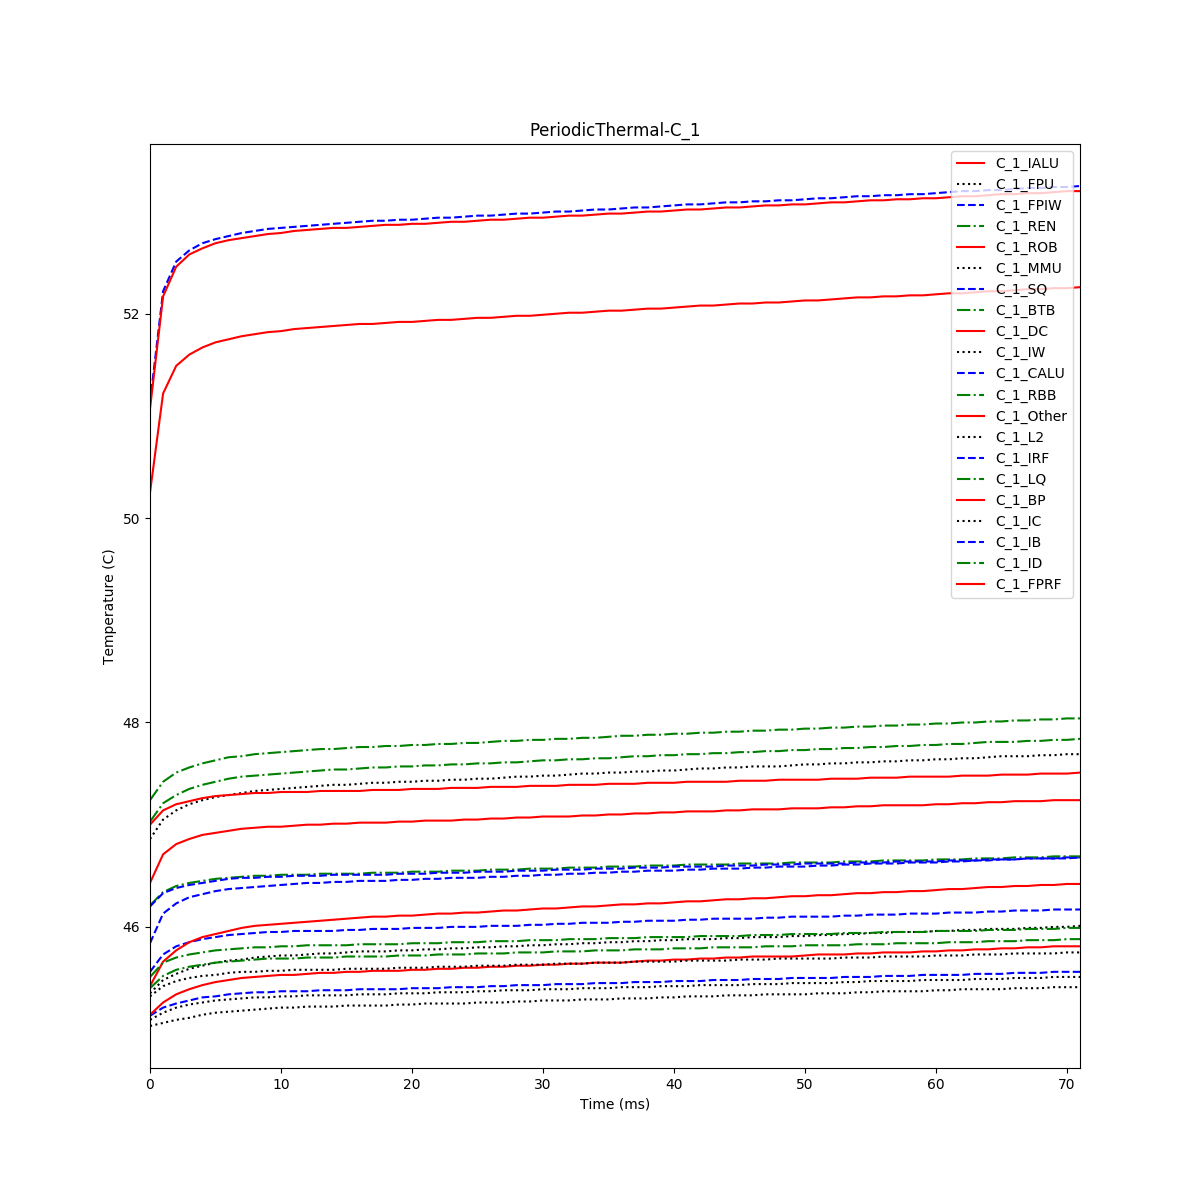 PeriodicThermal-C_1
C_1_IALU
C_1_FPU
C_1_FPIW
C_1_REN
C_1_ROB
C_1_MMU
C_1_SQ
C_1_BTB
C_1_DC
C_1_IW
C_1_CALU
C_1_RBB
C_1_Other
C_1_L2
C_1_IRF
C_1_LQ
C_1_BP
C_1_IC
C_1_IB
C_1_ID
C_1_FPRF
52
50
48
46
Temperature (C)
0 10 20 30 40 50 60 70
Time (ms)